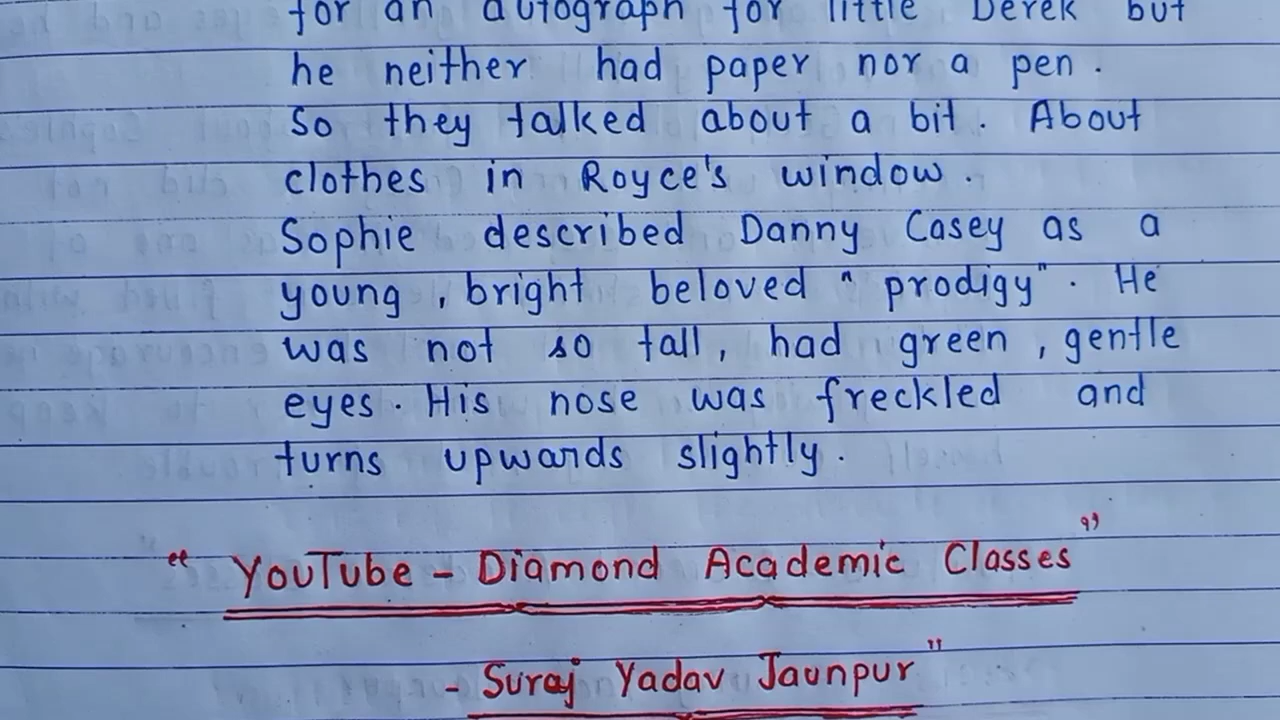 for an autograph for little Derek but
he neither had paper nor a pen.
So they talked about a bit. About
clothes in Royce's window.
Sophie described Danny Casey as a
young, bright beloved "prodigy". He
was not so tall, had green, gentle
eyes. His nose was freckled and
turns upwards slightly.
"YouTube - Diamond Academic Classes"
- Suraj Yadav Jaunpur"